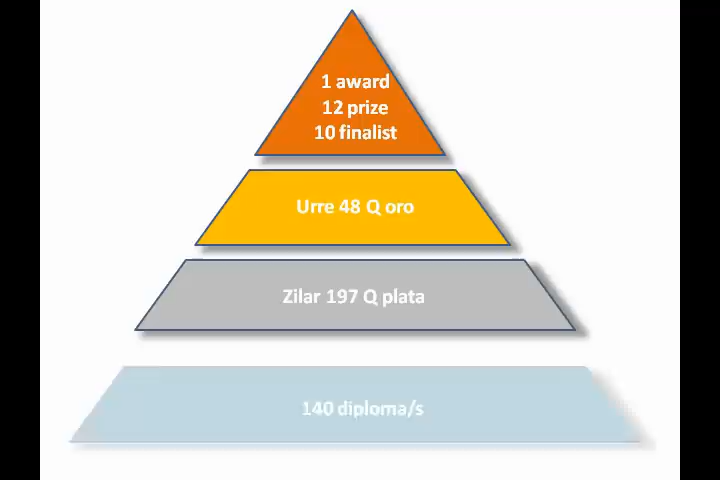 1 award
12 prize
10 finalist
Urre 48 Q oro
Zilar 197 Q plata
140 diploma/s